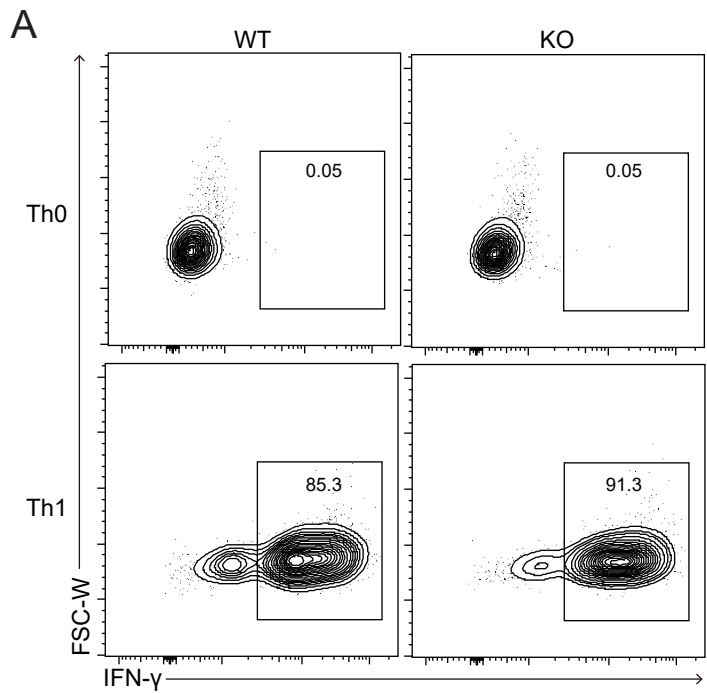 A
WT
KO
Th0
0.05
0.05
Th1
85.3
91.3
FSC-W
IFN-γ